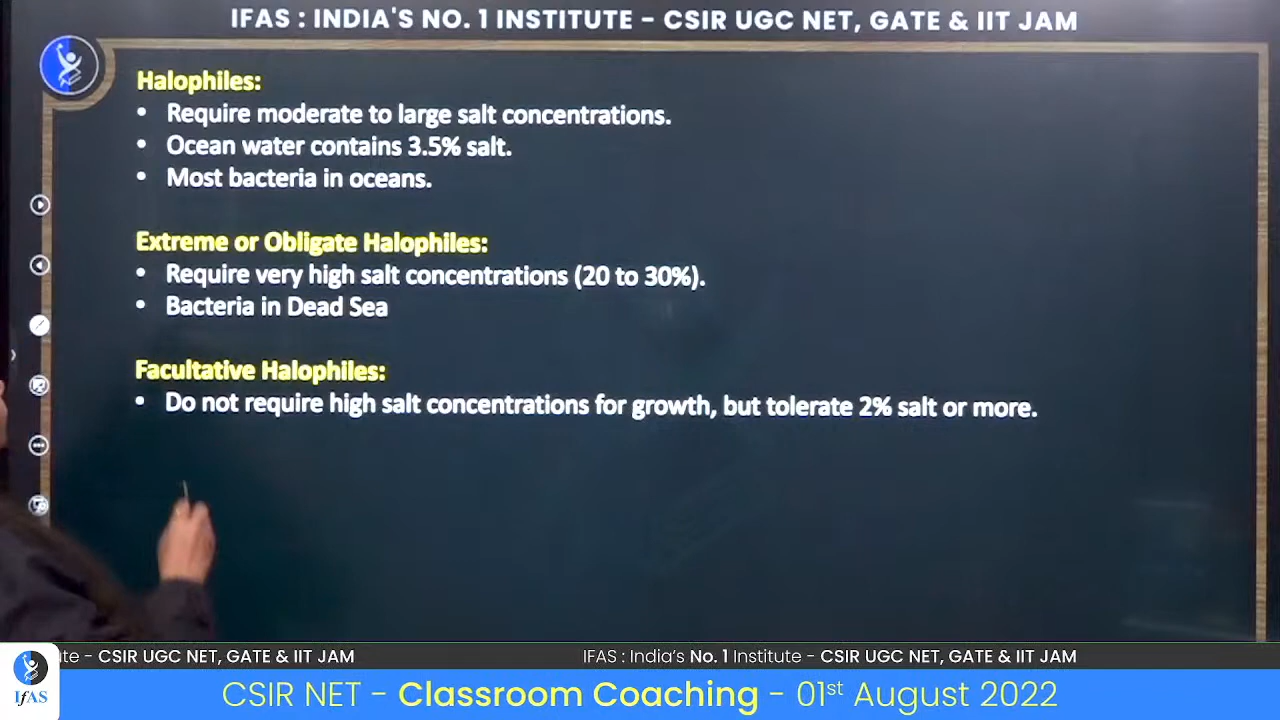 IFAS : INDIA'S NO. 1 INSTITUTE - CSIR UGC NET, GATE & IIT JAM
Halophiles:
• Require moderate to large salt concentrations.
• Ocean water contains 3.5% salt.
• Most bacteria in oceans.
Extreme or Obligate Halophiles:
• Require very high salt concentrations (20 to 30%).
• Bacteria in Dead Sea
Facultative Halophiles:
• Do not require high salt concentrations for growth, but tolerate 2% salt or more.
ite - CSIR UGC NET, GATE & IIT JAM IFAS : India's No. 1 Institute - CSIR UGC NET, GATE & IIT JAM
IfAS
CSIR NET - Classroom Coaching - 01st August 2022